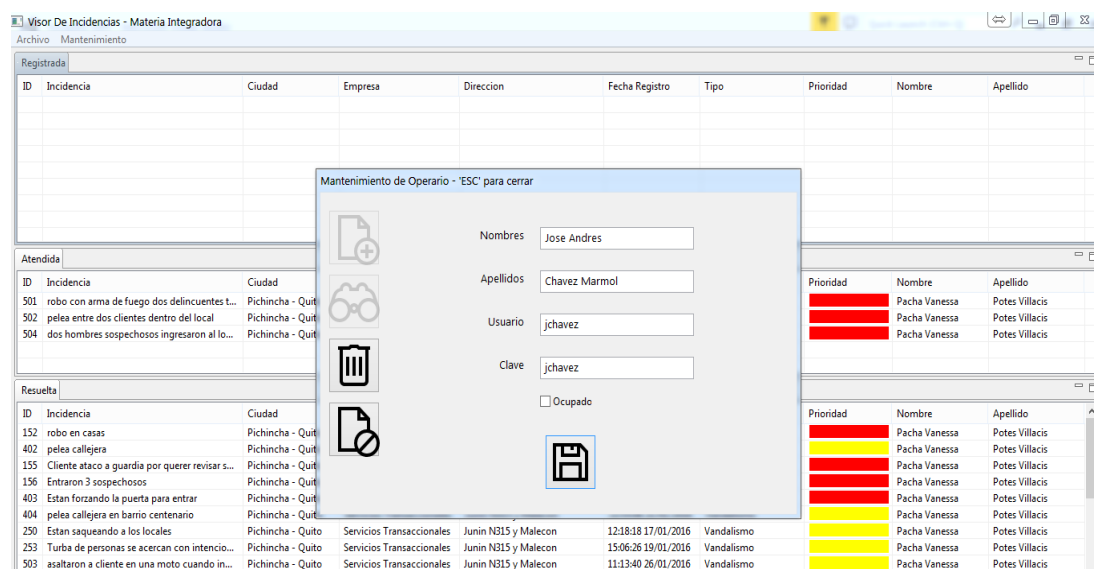 Visor De Incidencias - Materia Integradora
Archivo Mantenimiento
Registrada
ID Incidencia Ciudad Empresa Direccion Fecha Registro Tipo Prioridad Nombre Apellido
Mantenimiento de Operario - 'ESC' para cerrar
Nombres Jose Andres
Apellidos Chavez Marmol
Usuario jchavez
Clave jchavez
Ocupado
Atendida
ID Incidencia Ciudad Prioridad Nombre Apellido
501 robo con arma de fuego dos delincuentes t... Pichincha - Quit Pacha Vanessa Potes Villacis
502 pelea entre dos clientes dentro del local Pichincha - Quit Pacha Vanessa Potes Villacis
504 dos hombres sospechosos ingresaron al lo... Pichincha - Quit Pacha Vanessa Potes Villacis
Resuelta
ID Incidencia Ciudad Prioridad Nombre Apellido
152 robo en casas Pichincha - Quit Pacha Vanessa Potes Villacis
402 pelea callejera Pichincha - Quit Pacha Vanessa Potes Villacis
155 Cliente ataco a guardia por querer revisar s... Pichincha - Quit Pacha Vanessa Potes Villacis
156 Entraron 3 sospechosos Pichincha - Quit Pacha Vanessa Potes Villacis
403 Estan forzando la puerta para entrar Pichincha - Quit Pacha Vanessa Potes Villacis
404 pelea callejera en barrio centenario Pichincha - Quit Pacha Vanessa Potes Villacis
250 Estan saqueando a los locales Pichincha - Quito Servicios Transaccionales Junin N315 y Malecon 12:18:18 17/01/2016 Vandalismo Pacha Vanessa Potes Villacis
253 Turba de personas se acercan con intencio... Pichincha - Quito Servicios Transaccionales Junin N315 y Malecon 15:06:26 19/01/2016 Vandalismo Pacha Vanessa Potes Villacis
503 asaltaron a cliente en una moto cuando in... Pichincha - Quito Servicios Transaccionales Junin N315 y Malecon 11:13:40 26/01/2016 Vandalismo Pacha Vanessa Potes Villacis